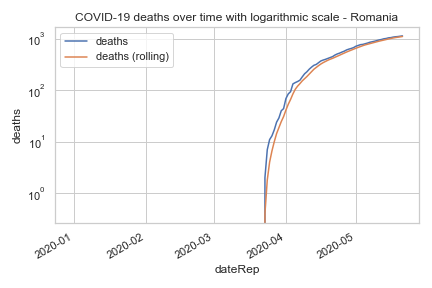 COVID-19 deaths over time with logarithmic scale - Romania
deaths
deaths (rolling)
10³
10²
10¹
10⁰
deaths
2020-01
2020-02
2020-03
2020-04
2020-05
dateRep